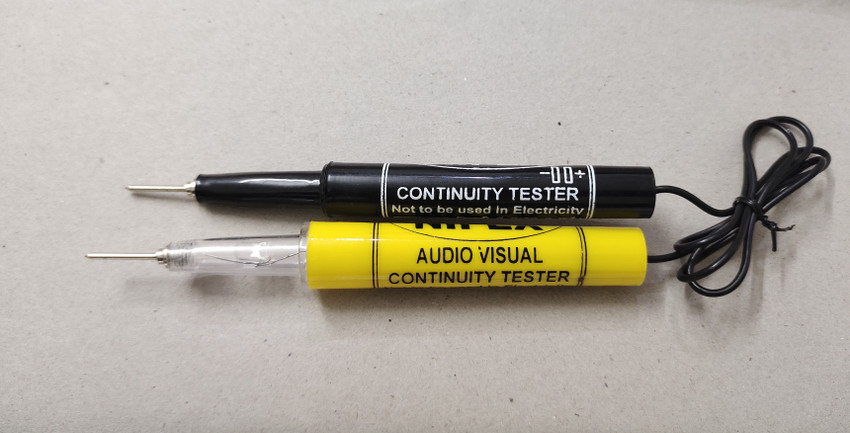 CONTINUITY TESTER
Not to be used in Electricity
AUDIO VISUAL
CONTINUITY TESTER